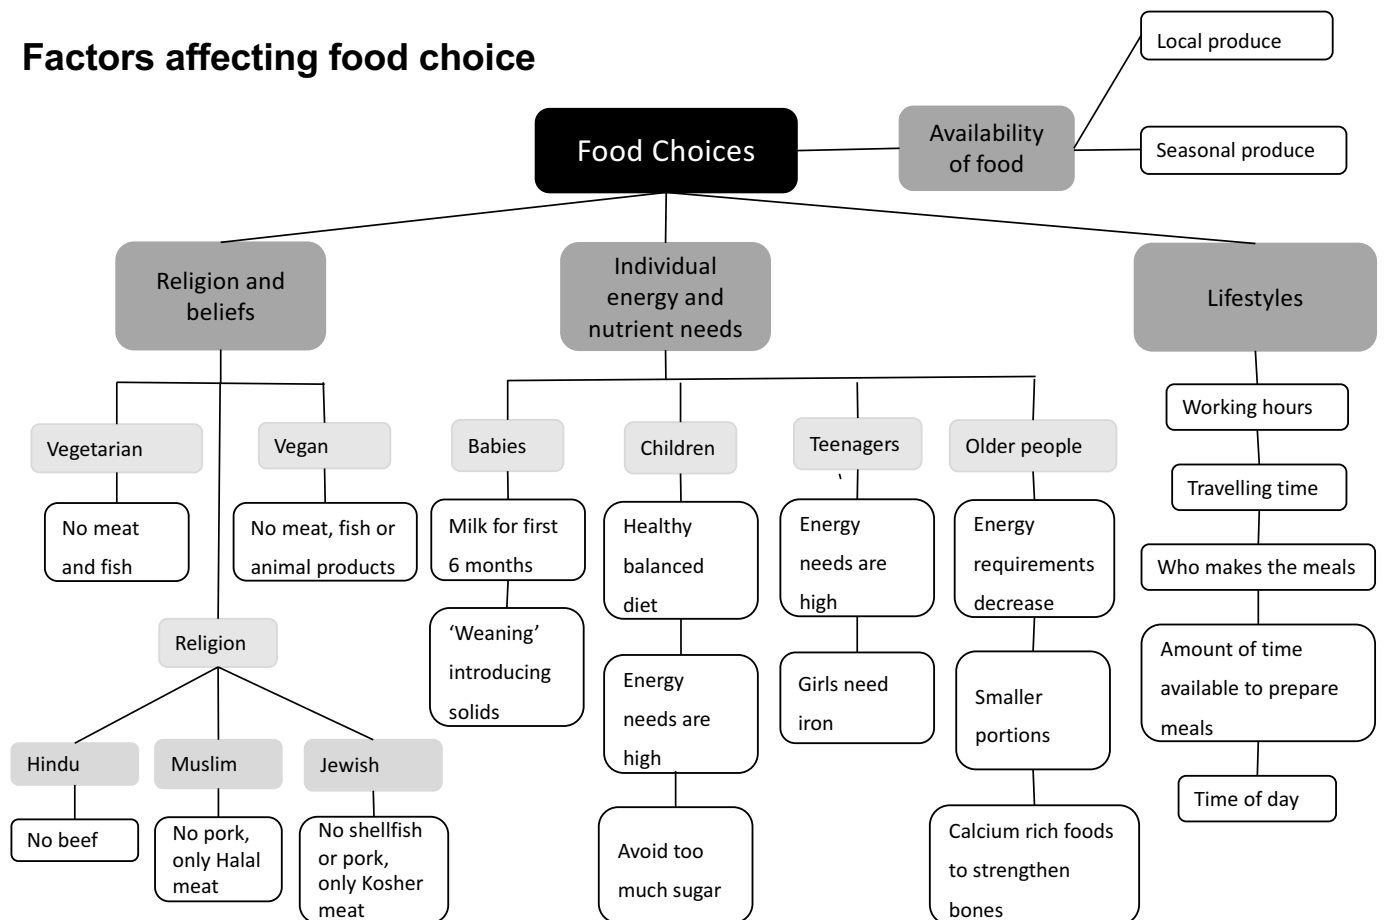 Factors affecting food choice
Local produce
Food Choices
Availability
of food
Seasonal produce
Religion and
beliefs
Individual
energy and
nutrient needs
Lifestyles
Vegetarian
No meat
and fish
Vegan
No meat, fish or
animal products
Religion
Hindu
No beef
Muslim
No pork,
only Halal
meat
Jewish
No shellfish
or pork,
only Kosher
meat
Babies
Milk for first
6 months
‘Weaning’
introducing
solids
Children
Healthy
balanced
diet
Energy
needs are
high
Avoid too
much sugar
Teenagers
Energy
needs are
high
Girls need
iron
Older people
Energy
requirements
decrease
Smaller
portions
Calcium rich foods
to strengthen
bones
Working hours
Travelling time
Who makes the meals
Amount of time
available to prepare
meals
Time of day